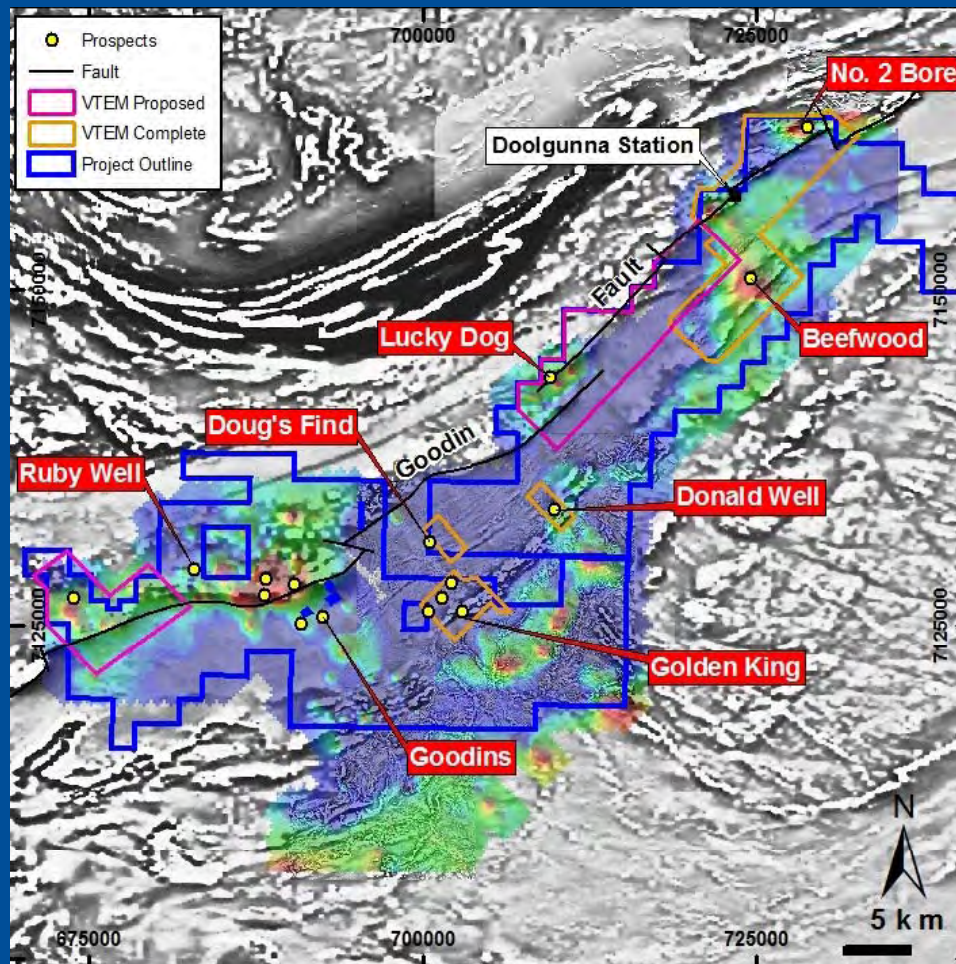 Prospects
Fault
VTEM Proposed
VTEM Complete
Project Outline
700000
725000
No. 2 Bore
Doolgunna Station
7150000
7150000
Fault
Lucky Dog
Beefwood
Doug's Find
Goodin
Ruby Well
Donald Well
7125000
7125000
Golden King
Goodins
N
5 km
675000
700000
725000